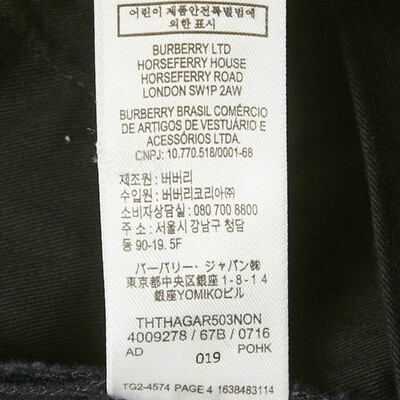 어린이 제품안전특별법에
의한 표시
BURBERRY LTD
HORSEFERRY HOUSE
HORSEFERRY ROAD
LONDON SW1P 2AW
BURBERRY BRASIL COMÉRCIO
DE ARTIGOS DE VESTUÁRIO E
ACESSÓRIOS LTDA.
CNPJ: 10.770.518/0001-68
제조원 : 버버리
수입원 : 버버리코리아㈜
소비자상담실 : 080 700 8800
주 소 : 서울시 강남구 청담
동 90-19. 5F
バーバリー・ジャパン㈱
東京都中央区銀座 1 - 8 - 1 4
銀座YOMIKOビル
THTHAGAR503NON
4009278 / 67B / 0716
AD 019 POHK
TG2-4574 PAGE 4 1638483114